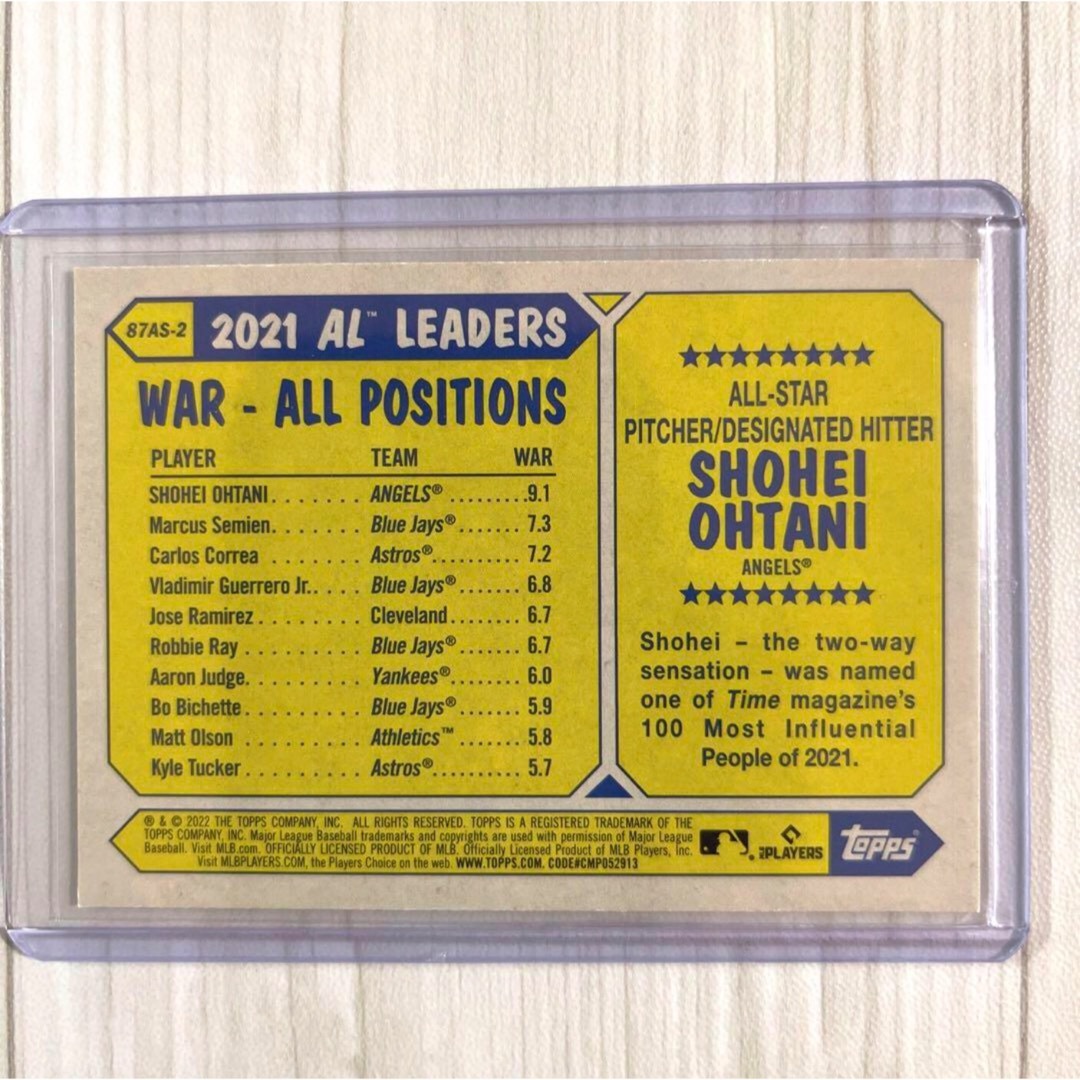 87AS-2 2021 AL™ LEADERS
WAR - ALL POSITIONS
PLAYER TEAM WAR
SHOHEI OHTANI. . . . . . . ANGELS® . . . . . . . . .9.1
Marcus Semien. . . . . . . Blue Jays®. . . . . . . 7.3
Carlos Correa . . . . . . . Astros®. . . . . . . . . . 7.2
Vladimir Guerrero Jr.. . . . Blue Jays®. . . . . . . 6.8
Jose Ramirez . . . . . . . . Cleveland. . . . . . . . 6.7
Robbie Ray . . . . . . . . . Blue Jays®. . . . . . . 6.7
Aaron Judge. . . . . . . . . Yankees®. . . . . . . . 6.0
Bo Bichette. . . . . . . . . Blue Jays®. . . . . . . 5.9
Matt Olson . . . . . . . . . Athletics™ . . . . . . . 5.8
Kyle Tucker . . . . . . . . . Astros®. . . . . . . . . . 5.7
ALL-STAR
PITCHER/DESIGNATED HITTER
SHOHEI
OHTANI
ANGELS®
Shohei – the two-way
sensation – was named
one of Time magazine's
100 Most Influential
People of 2021.
® & © 2022 THE TOPPS COMPANY, INC. ALL RIGHTS RESERVED. TOPPS IS A REGISTERED TRADEMARK OF THE
TOPPS COMPANY, INC. Major League Baseball trademarks and copyrights are used with permission of Major League
Baseball. Visit MLB.com. OFFICIALLY LICENSED PRODUCT OF MLB. Officially Licensed Product of MLB Players, Inc.
Visit MLBPLAYERS.COM, the Players Choice on the web. WWW.TOPPS.COM. CODE#CMP052913
PLAYERS
TOPPS